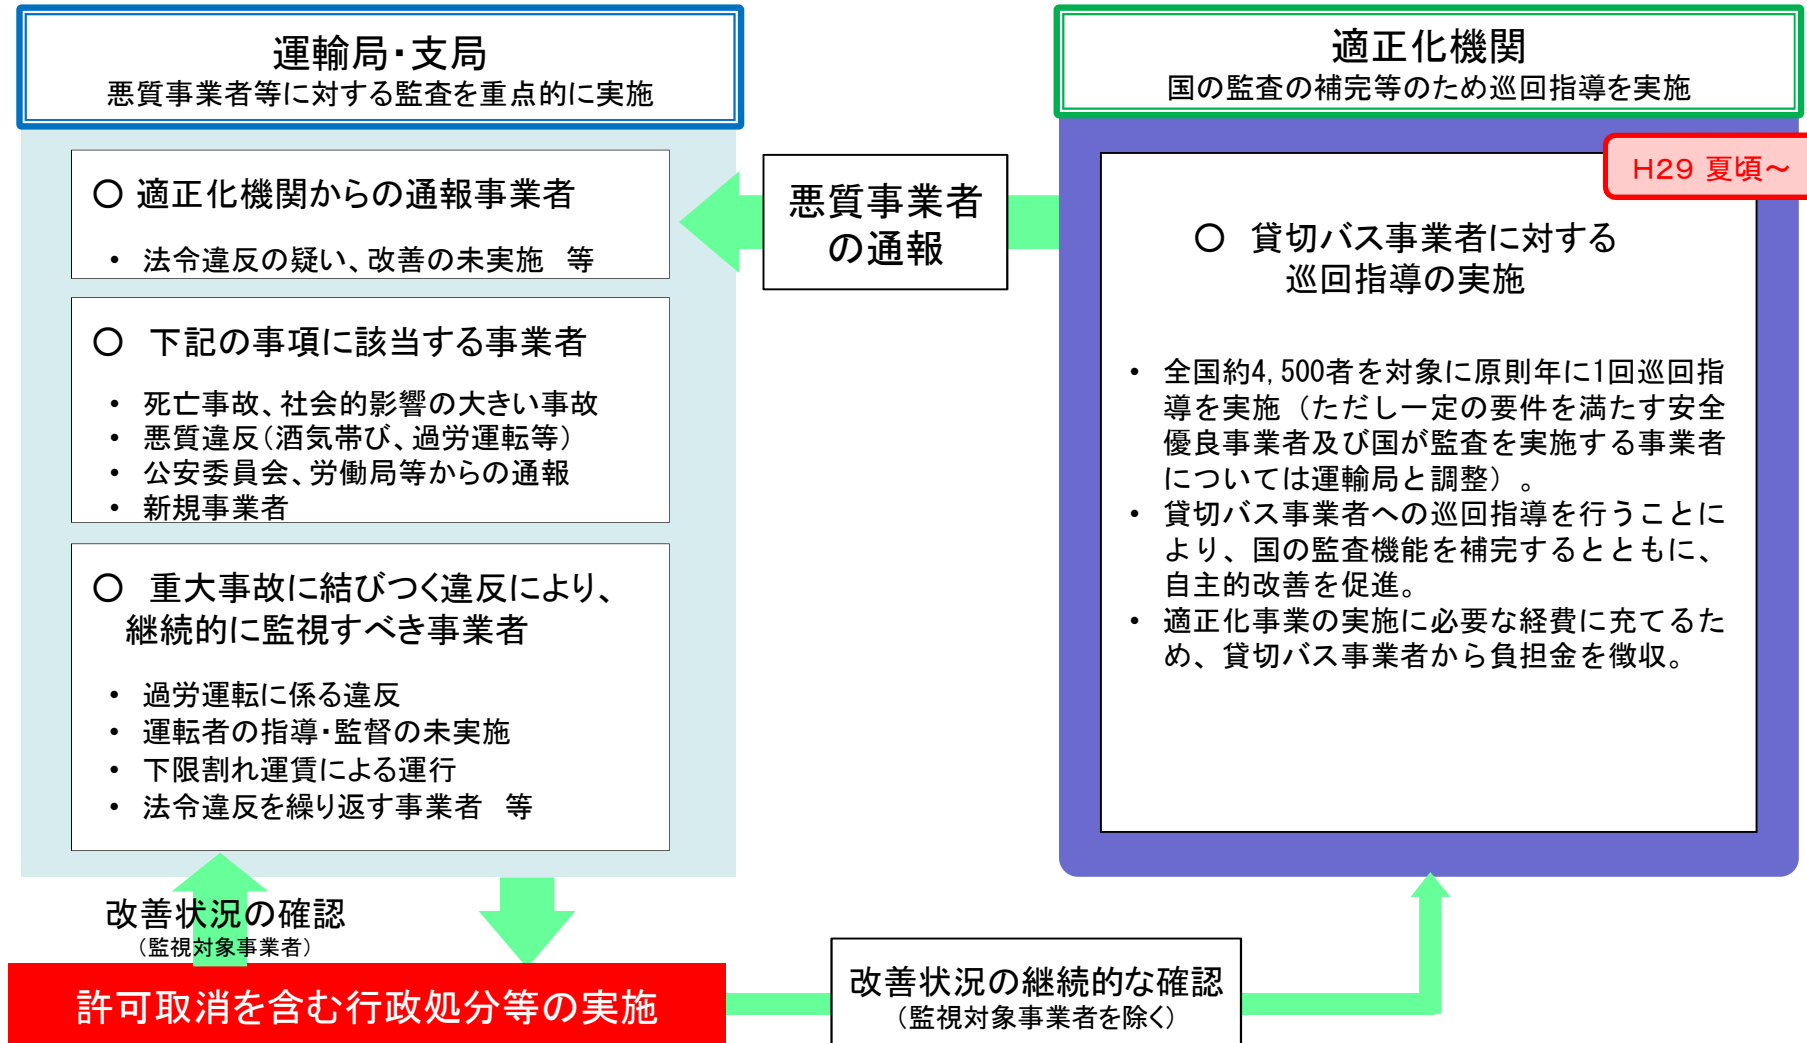 運輸局・支局
悪質事業者等に対する監査を重点的に実施
〇 適正化機関からの通報事業者
• 法令違反の疑い、改善の未実施 等
〇 下記の事項に該当する事業者
• 死亡事故、社会的影響の大きい事故
• 悪質違反(酒気帯び、過労運転等)
• 公安委員会、労働局等からの通報
• 新規事業者
〇 重大事故に結びつく違反により、
継続的に監視すべき事業者
• 過労運転に係る違反
• 運転者の指導・監督の未実施
• 下限割れ運賃による運行
• 法令違反を繰り返す事業者 等
悪質事業者
の通報
適正化機関
国の監査の補完等のため巡回指導を実施
H29 夏頃～
〇 貸切バス事業者に対する
巡回指導の実施
• 全国約4,500者を対象に原則年に1回巡回指
導を実施（ただし一定の要件を満たす安全
優良事業者及び国が監査を実施する事業者
については運輸局と調整）。
• 貸切バス事業者への巡回指導を行うことに
より、国の監査機能を補完するとともに、
自主的改善を促進。
• 適正化事業の実施に必要な経費に充てるた
め、貸切バス事業者から負担金を徴収。
改善状況の確認
（監視対象事業者）
許可取消を含む行政処分等の実施
改善状況の継続的な確認
（監視対象事業者を除く）